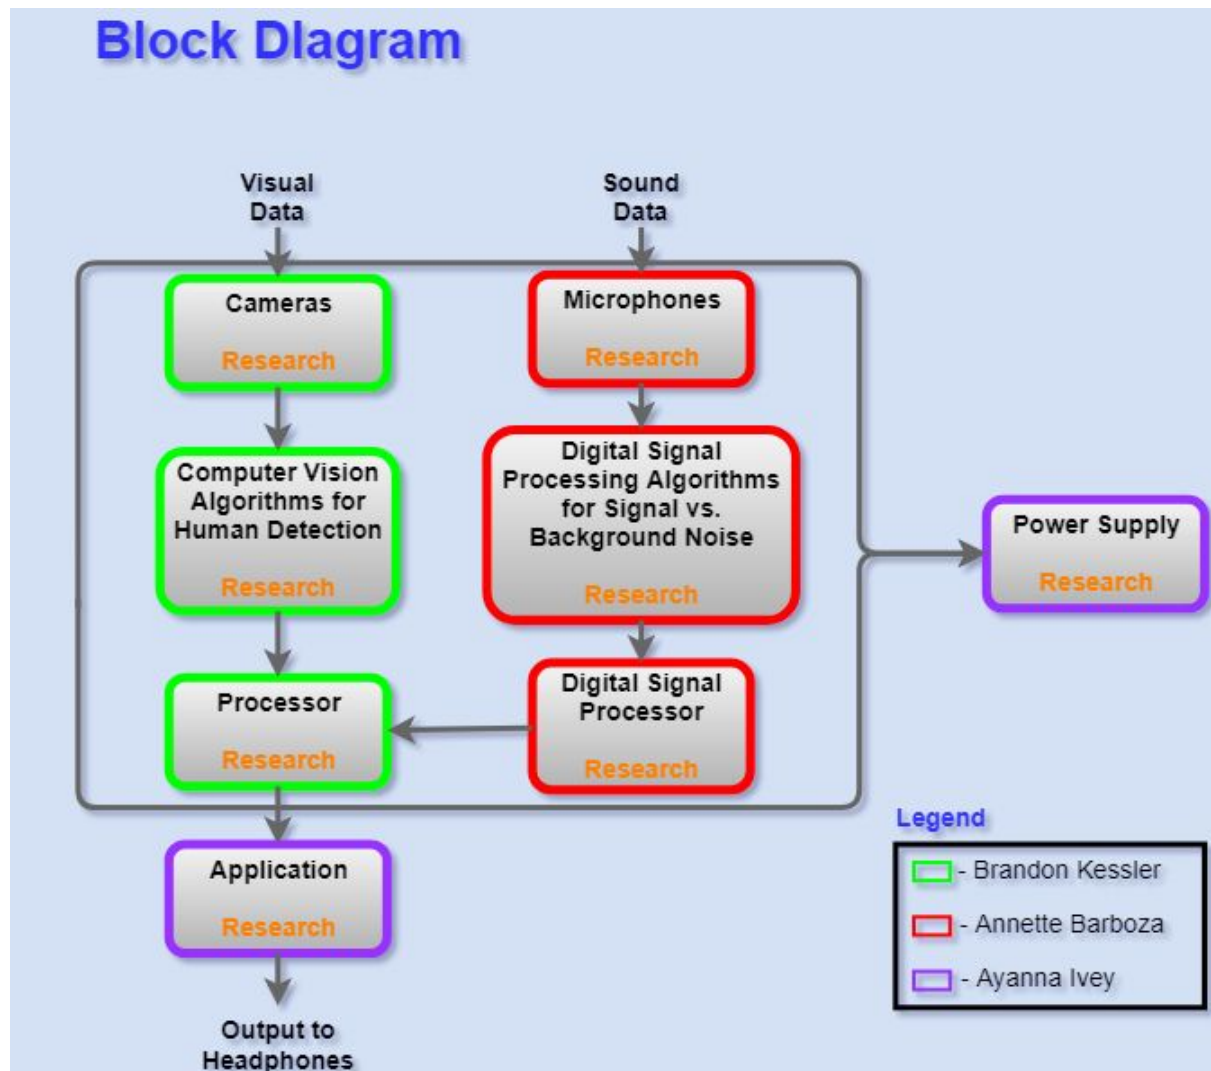 Block DIagram
Visual
Data
Sound
Data
Cameras
Research
Microphones
Research
Computer Vision
Algorithms for
Human Detection
Research
Digital Signal
Processing Algorithms
for Signal vs.
Background Noise
Research
Power Supply
Research
Processor
Research
Digital Signal
Processor
Research
Application
Research
Output to
Headphones
Legend
- Brandon Kessler
- Annette Barboza
- Ayanna Ivey